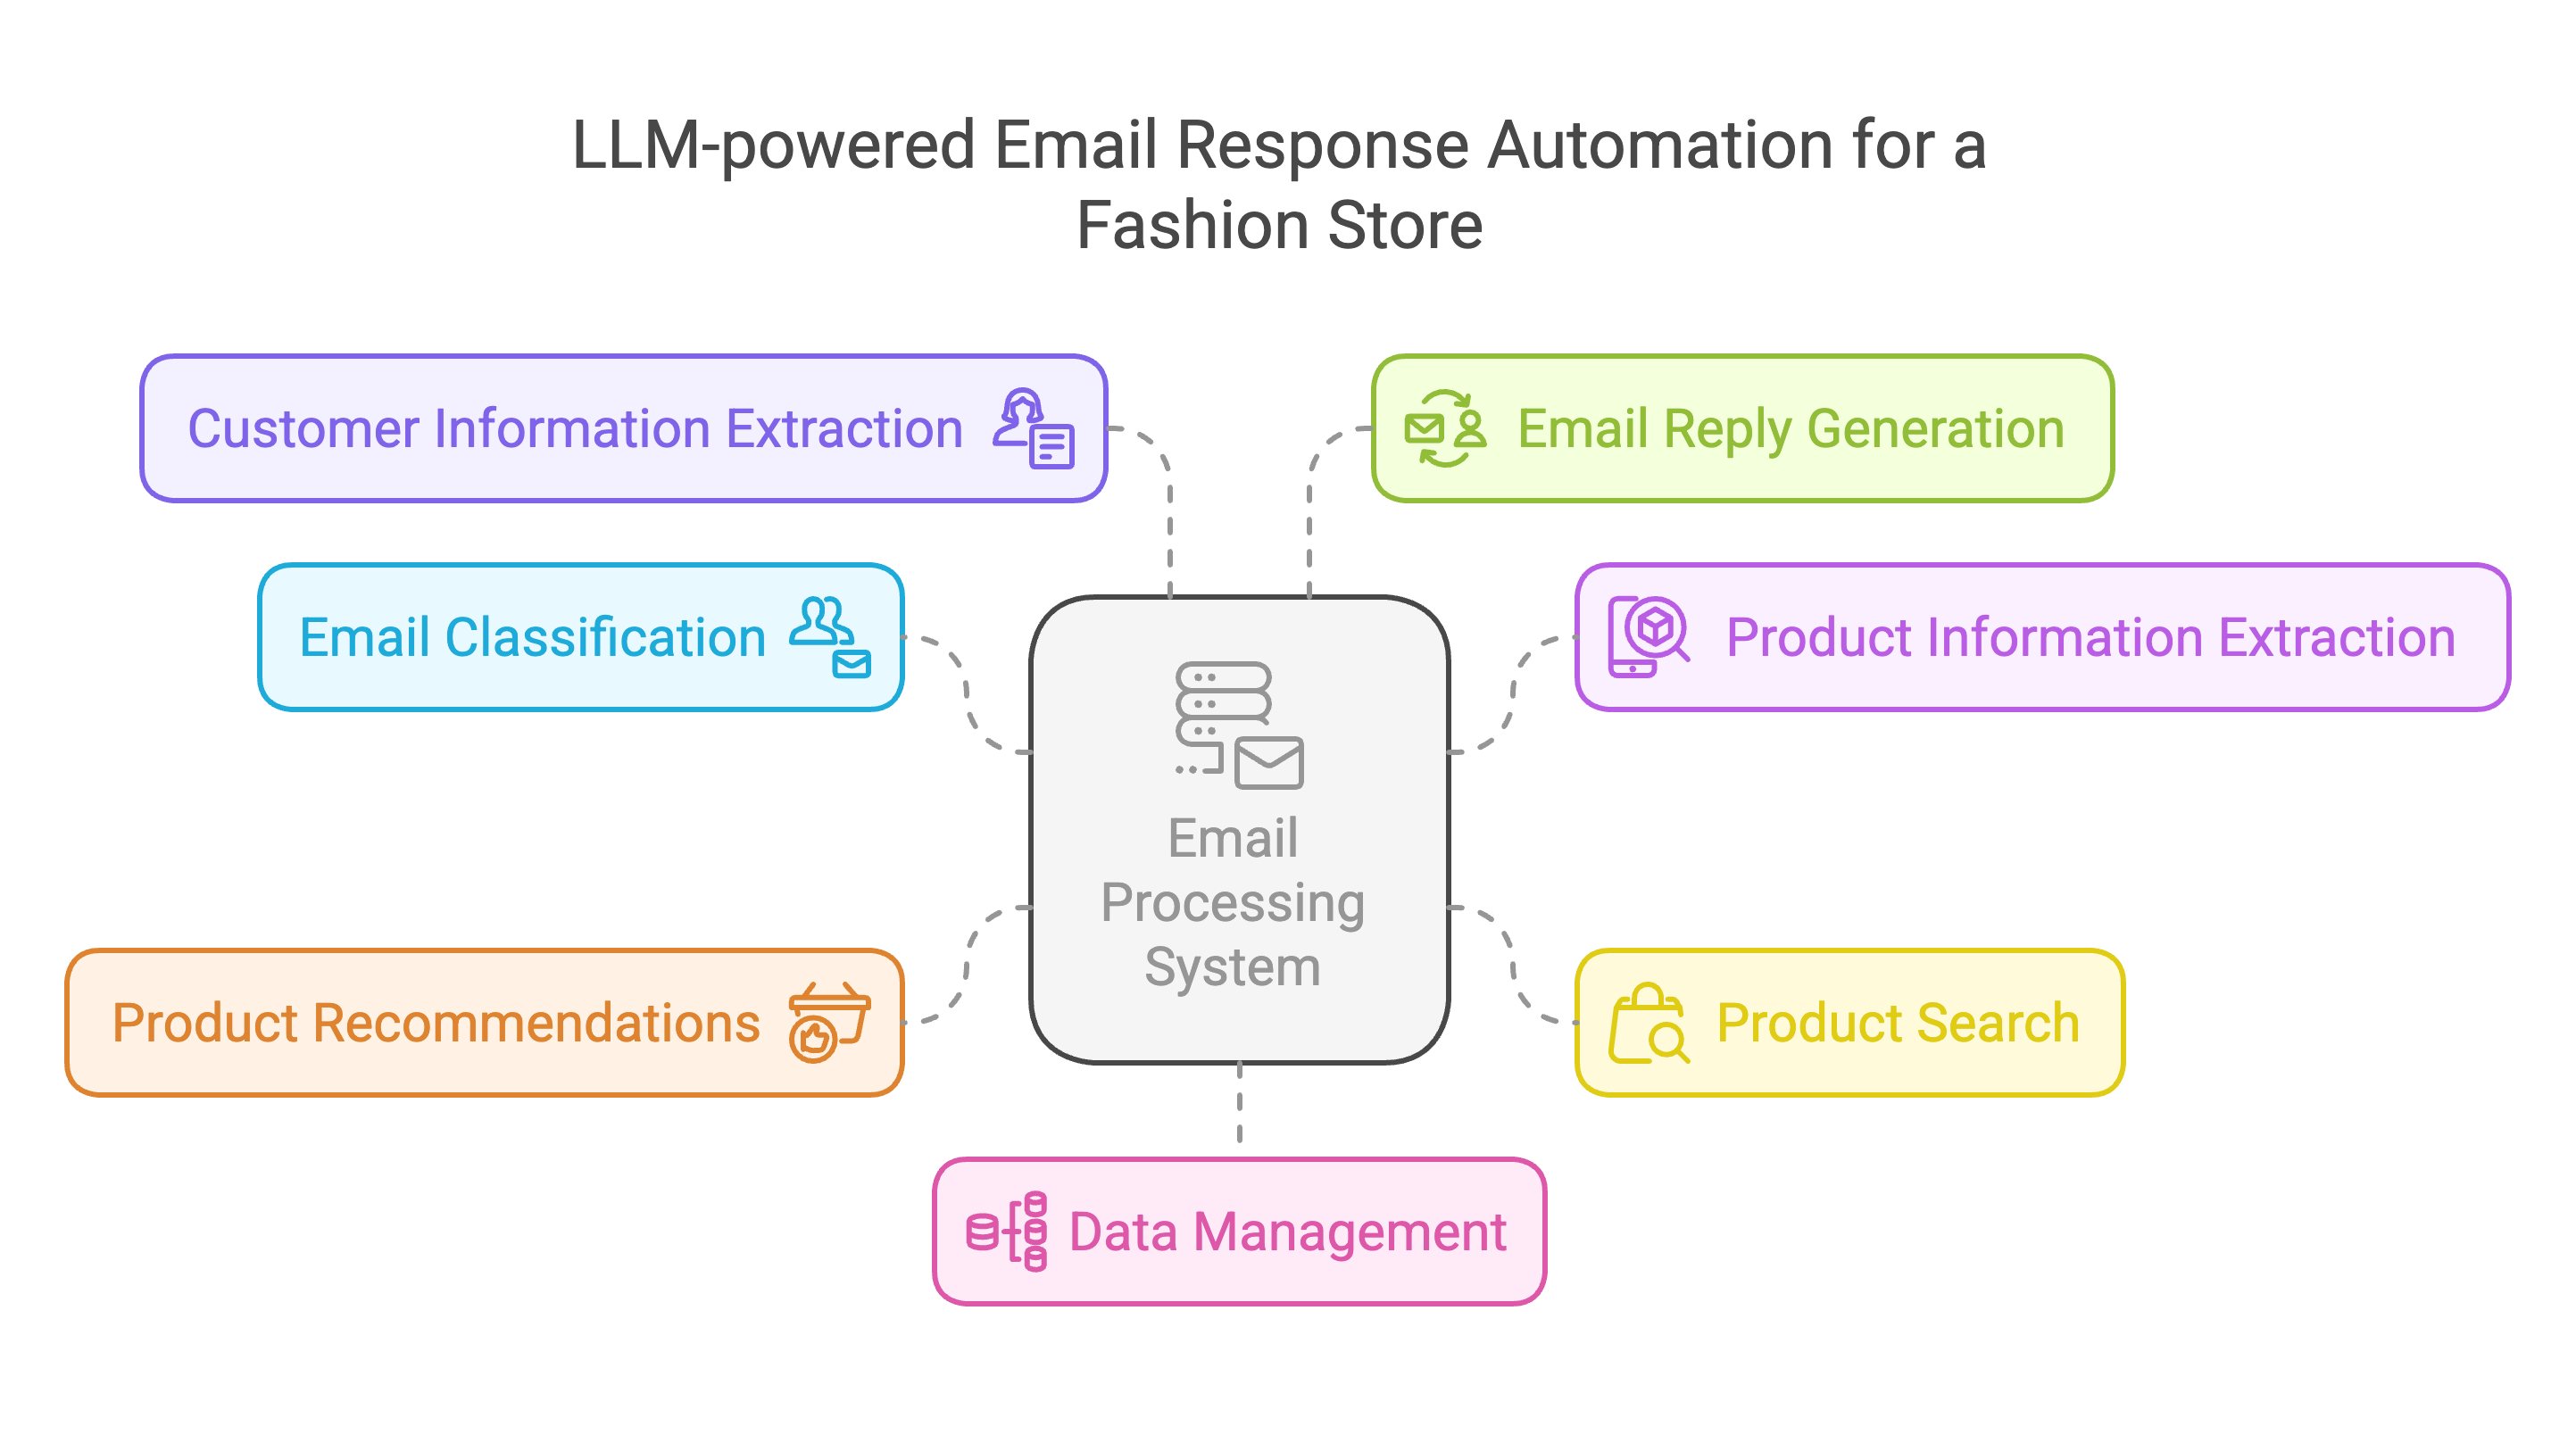 LLM-powered Email Response Automation for a
Fashion Store
Customer Information Extraction
Email Reply Generation
Email Classification
Product Information Extraction
Email
Processing
System
Product Recommendations
Product Search
Data Management